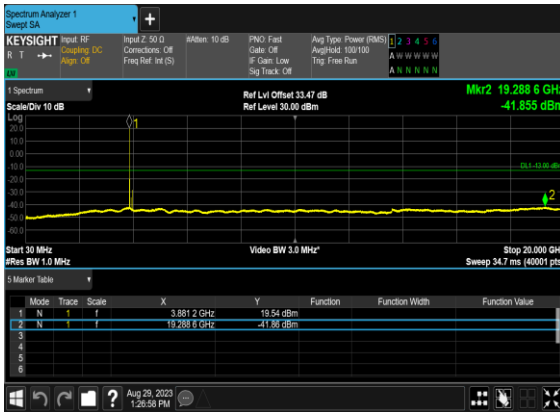 Spectrum Analyzer 1
Swept SA
KEYSIGHT Input: RF Input Z: 50 Ω #Atten: 10 dB PNO: Fast Avg Type: Power (RMS) 1 2 3 4 5 6
R T Coupling: DC Corrections: Off Gate: Off Avg|Hold: 100/100 A W W W W W
Align: Off Freq Ref: Int (S) IF Gain: Low Trig: Free Run
Sig Track: Off A N N N N N
1 Spectrum Ref Lvl Offset 33.47 dB Mkr2 19.288 6 GHz
Scale/Div 10 dB Ref Level 30.00 dBm -41.855 dBm
Log
20.0 1
10.0
0.00
-10.0 DL1 -13.00 dBm
-20.0
-30.0
-40.0 2
-50.0
-60.0
Start 30 MHz Video BW 3.0 MHz* Stop 20.000 GHz
#Res BW 1.0 MHz Sweep 34.7 ms (40001 pts)
5 Marker Table
Mode Trace Scale X Y Function Function Width Function Value
1 N 1 f 3.881 2 GHz 19.54 dBm
2 N 1 f 19.288 6 GHz -41.86 dBm
3
4
5
6
? Aug 29, 2023
1:26:58 PM